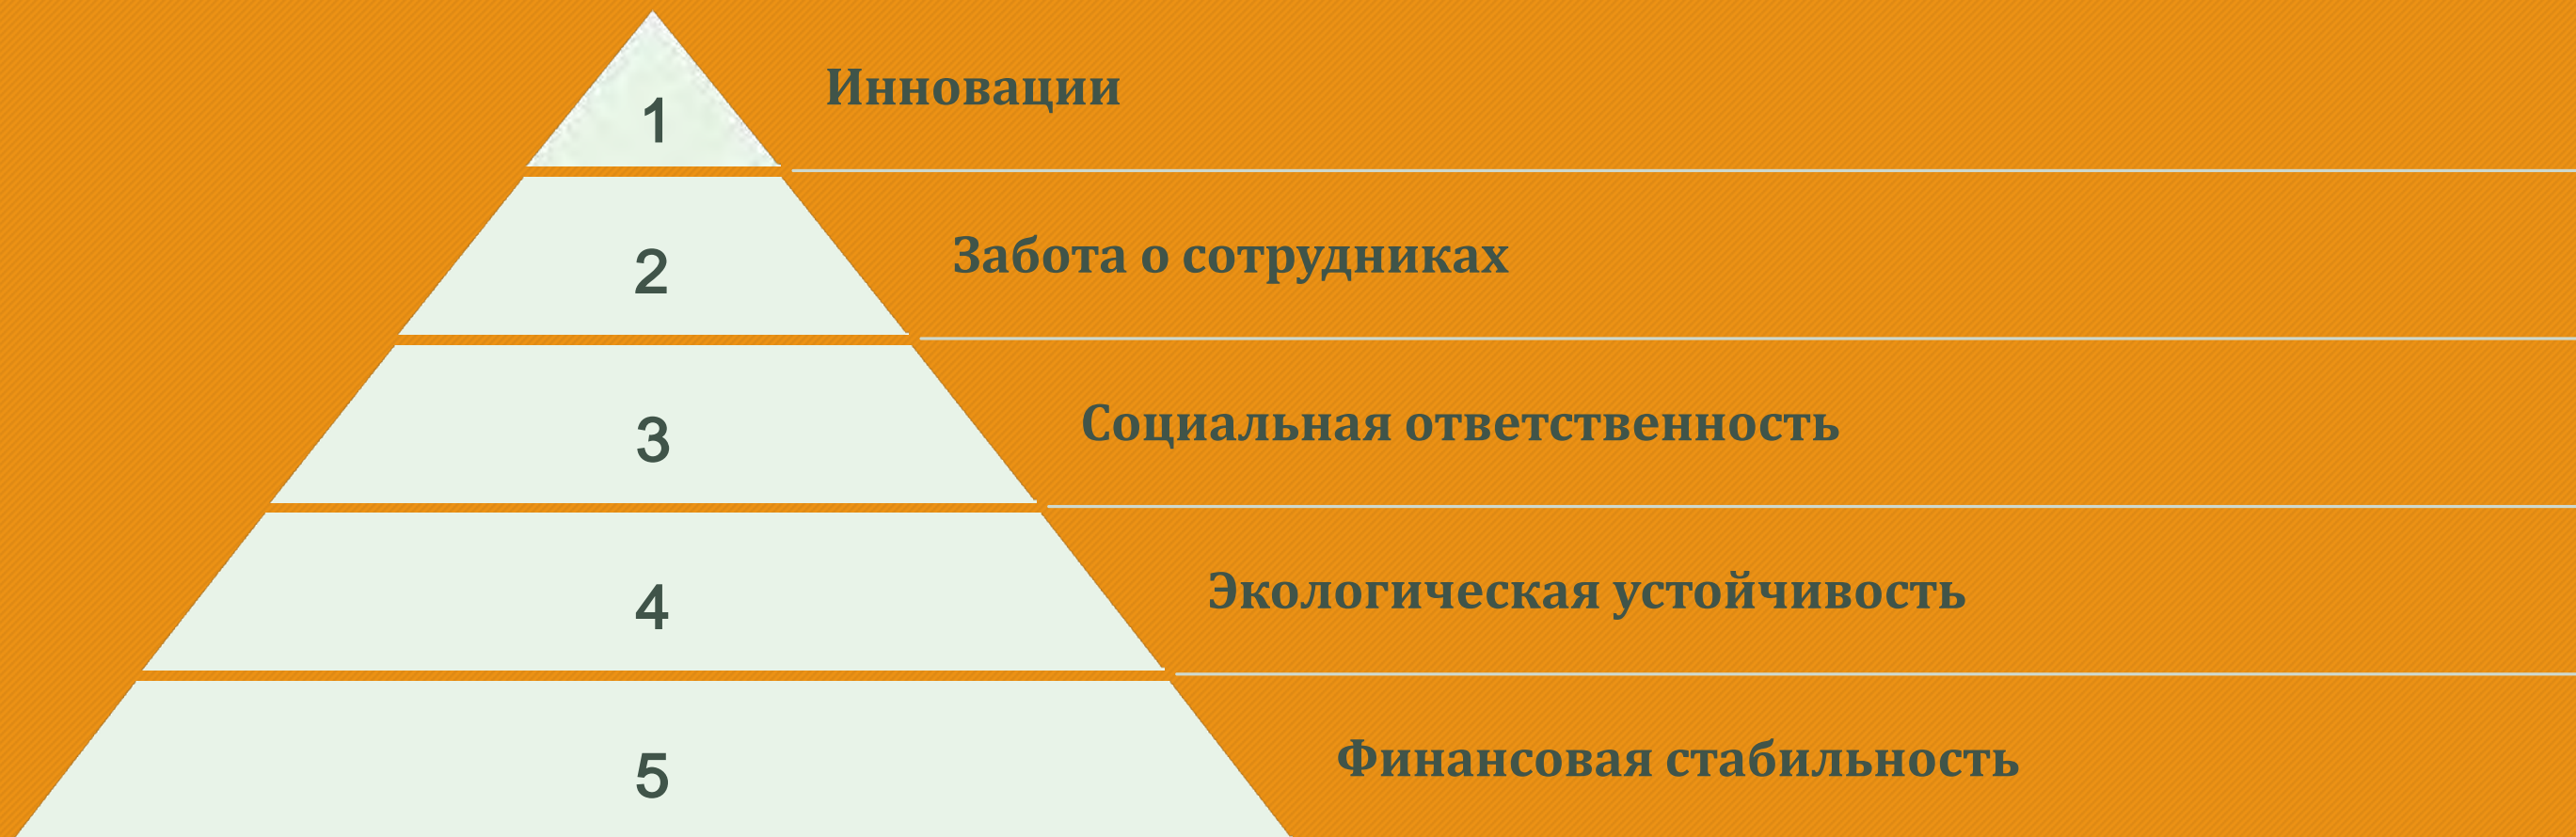 1
Инновации
2
Забота о сотрудниках
3
Социальная ответственность
4
Экологическая устойчивость
5
Финансовая стабильность